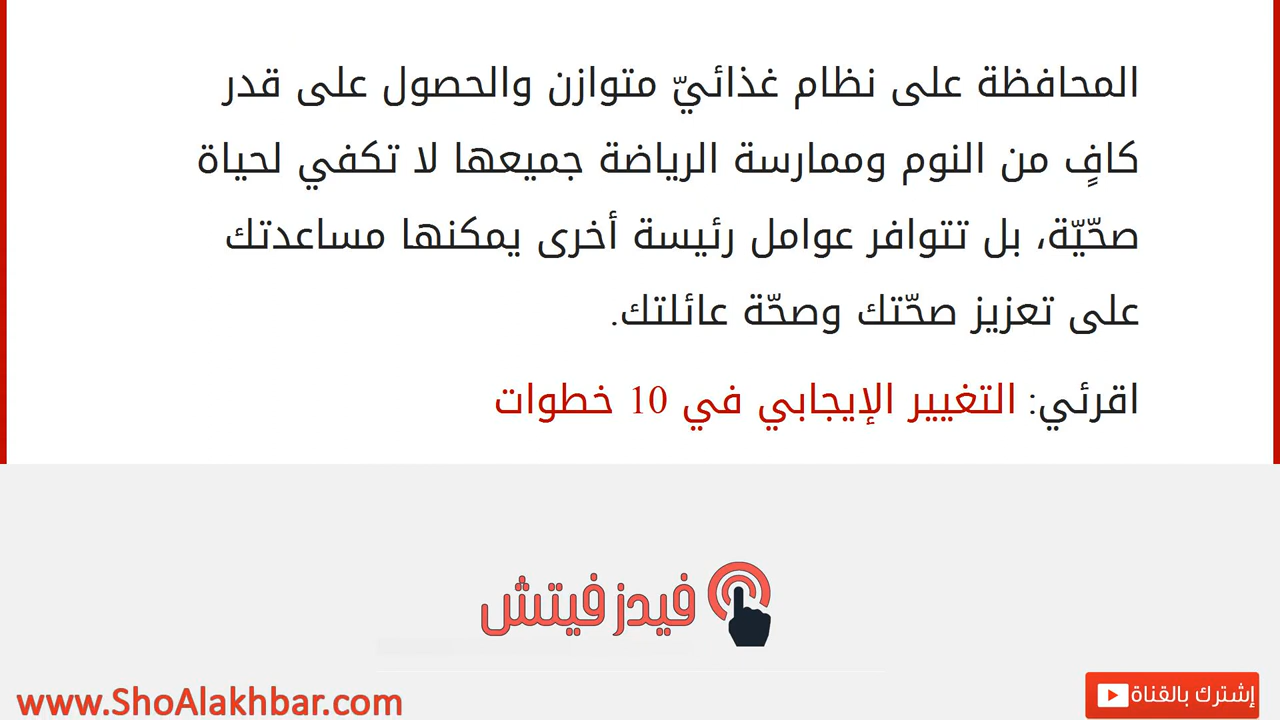 المحافظة على نظام غذائيّ متوازن والحصول على قدر
كافٍ من النوم وممارسة الرياضة جميعها لا تكفي لحياة
صحّيّة، بل تتوافر عوامل رئيسة أخرى يمكنها مساعدتك
على تعزيز صحّتك وصحّة عائلتك.
اقرئي: التغيير الإيجابي في 10 خطوات
فيدز فيتش
www.ShoAlakhbar.com
إشترك بالقناة